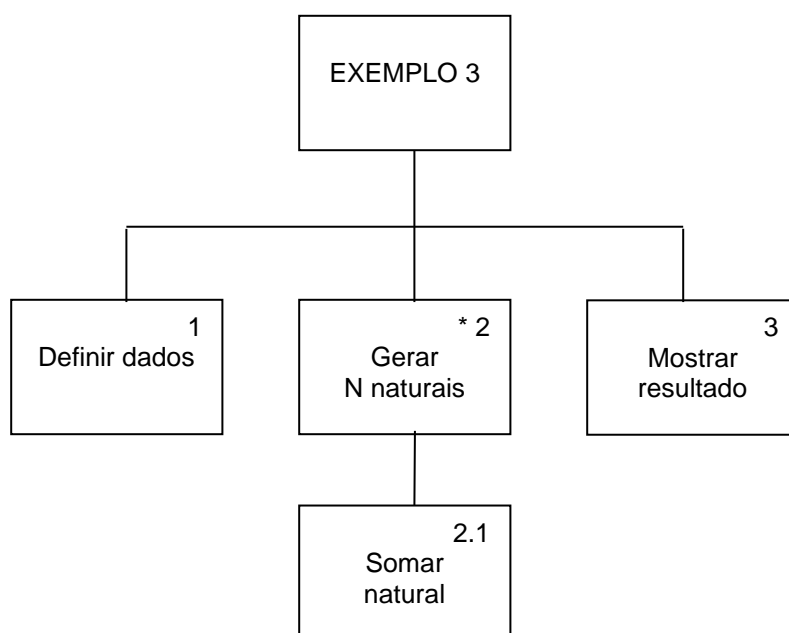 EXEMPLO 3
1
Definir dados
* 2
Gerar
N naturais
3
Mostrar
resultado
2.1
Somar
natural